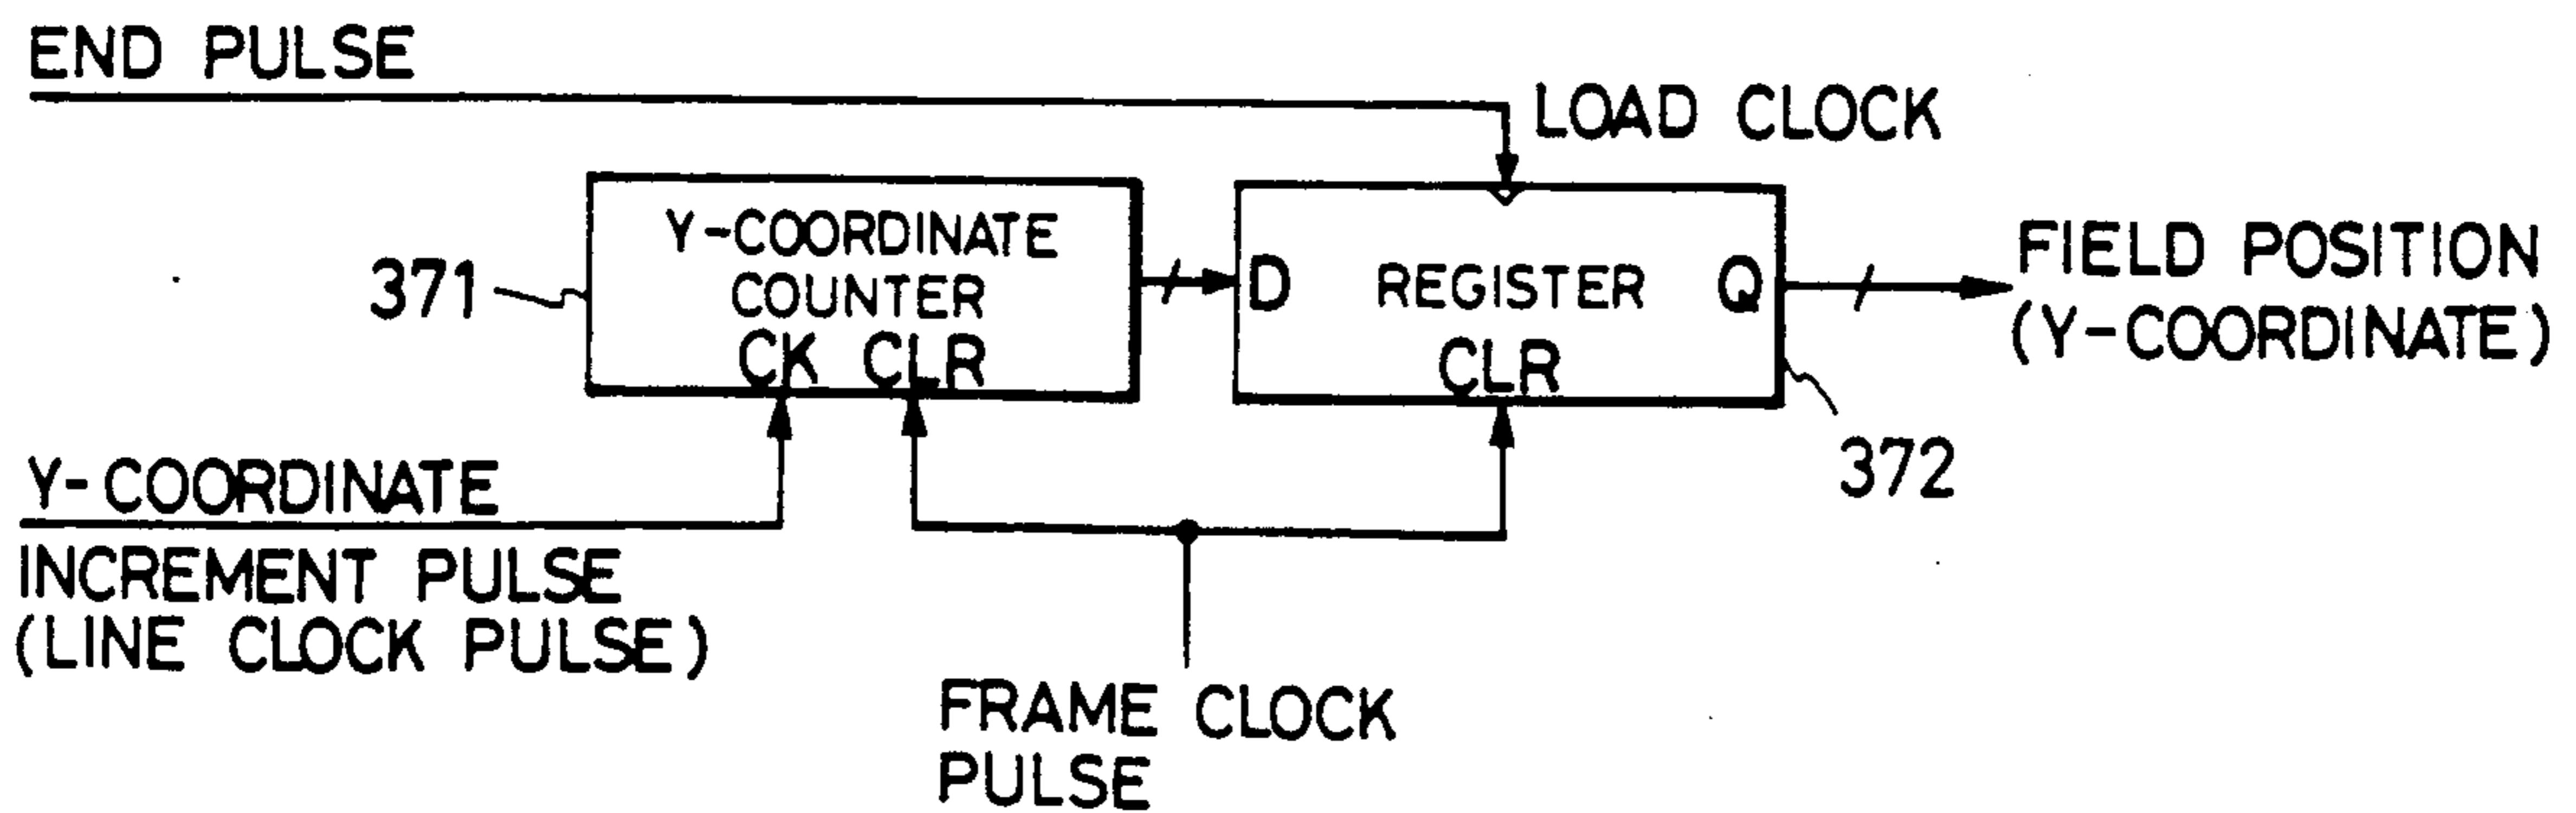 END PULSE
LOAD CLOCK
Y-COORDINATE
COUNTER
CK CLR
371
D REGISTER Q
CLR
FIELD POSITION
(Y-COORDINATE)
372
Y-COORDINATE
INCREMENT PULSE
(LINE CLOCK PULSE)
FRAME CLOCK
PULSE